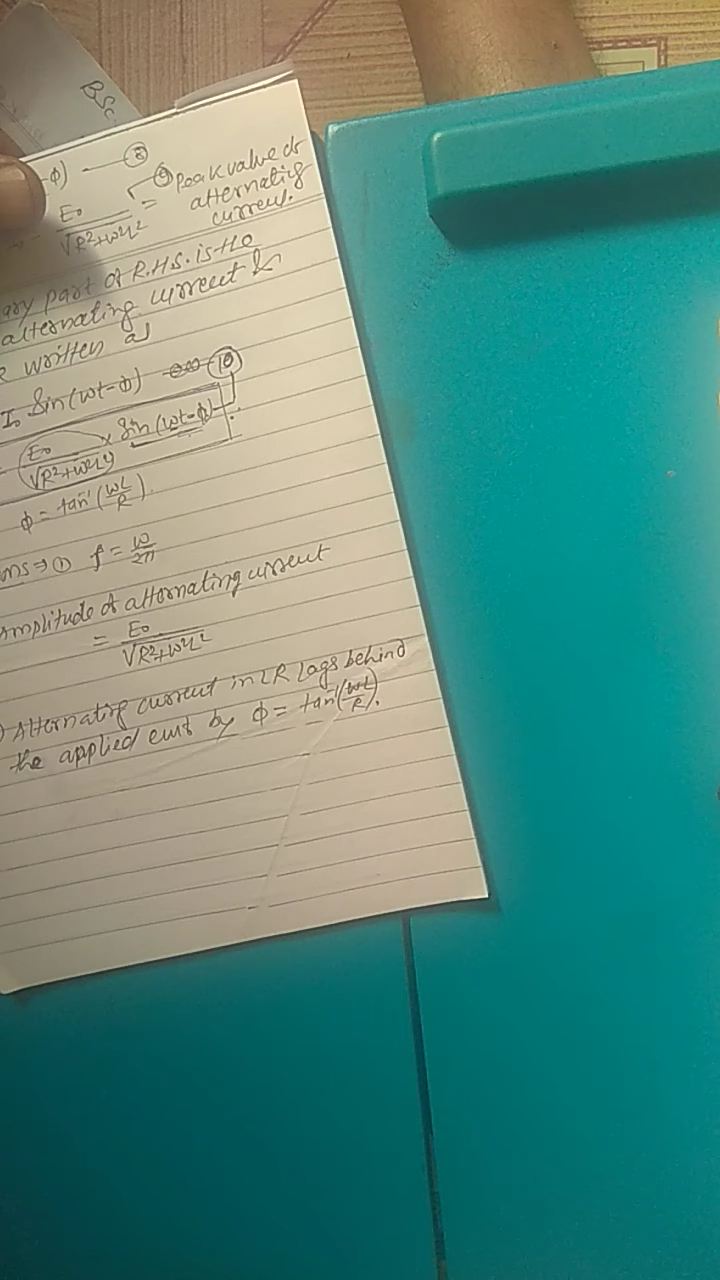 BSc.
-φ) — ⑧
E₀/√R²+ω²L² = ⑨ Peak value of
alternating
current.
ary part of R.H.S. is the
alternating current &
written as
I₀ Sin(ωt-φ) ⑩
E₀/√R²+ω²L² × Sin(ωt-φ)
φ = tan⁻¹(ωL/R).
ons ⇒ ① f = ω/2π
Amplitude of alternating current
= E₀/√R²+ω²L²
) Alternating current in LR Lags behind
the applied emf by φ = tan⁻¹(ωL/R).